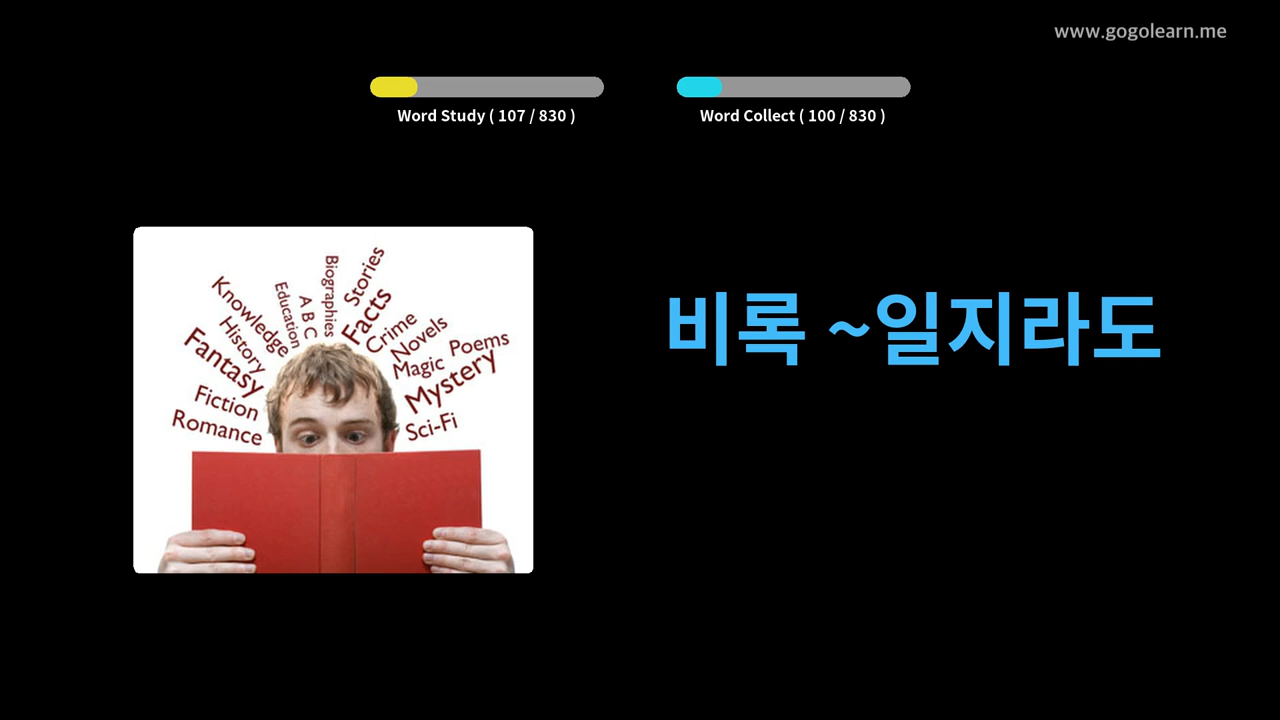 www.gogolearn.me
Word Study ( 107 / 830 )
Word Collect ( 100 / 830 )
비록 ~일지라도
Knowledge
History
Fantasy
Fiction
Romance
Education
A B C
Biographies
Stories
Facts
Crime
Novels
Magic
Poems
Mystery
Sci-Fi